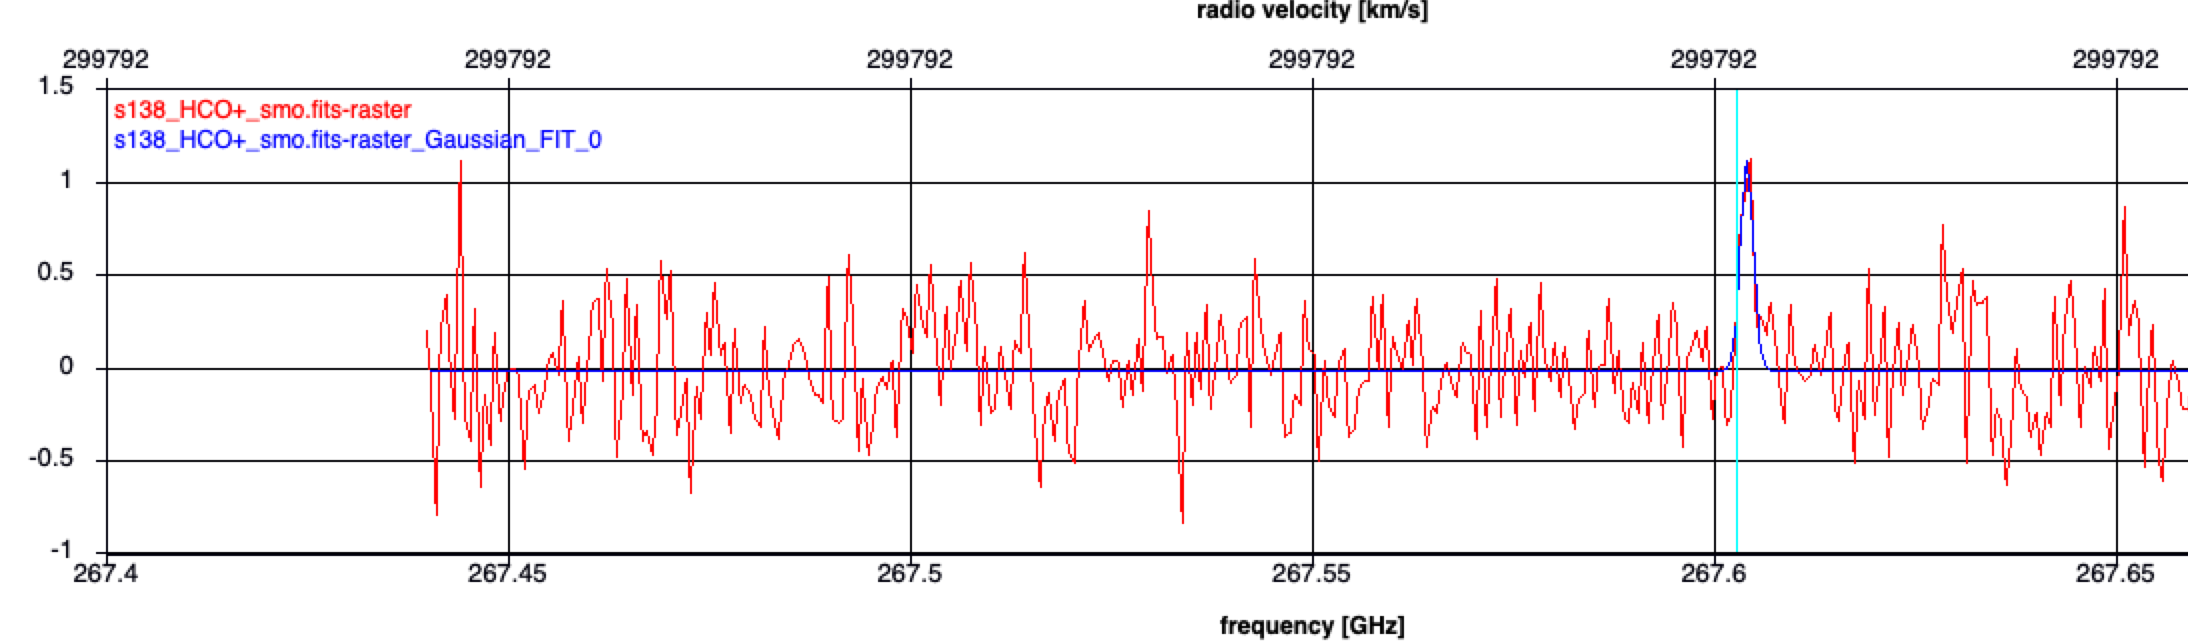 radio velocity [km/s]
299792 299792 299792 299792 299792 299792
1.5
s138_HCO+_smo.fits-raster
s138_HCO+_smo.fits-raster_Gaussian_FIT_0
1
0.5
0
-0.5
-1
267.4 267.45 267.5 267.55 267.6 267.65
frequency [GHz]